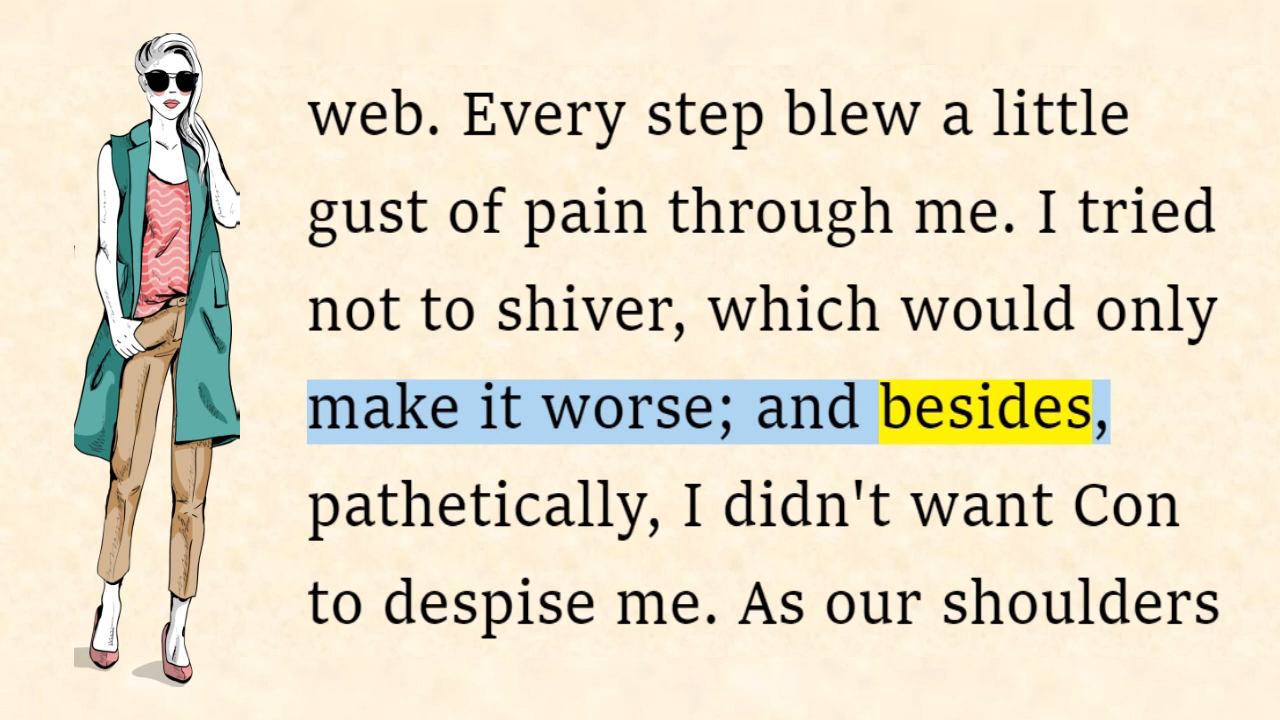 web. Every step blew a little
gust of pain through me. I tried
not to shiver, which would only
make it worse; and besides,
pathetically, I didn't want Con
to despise me. As our shoulders